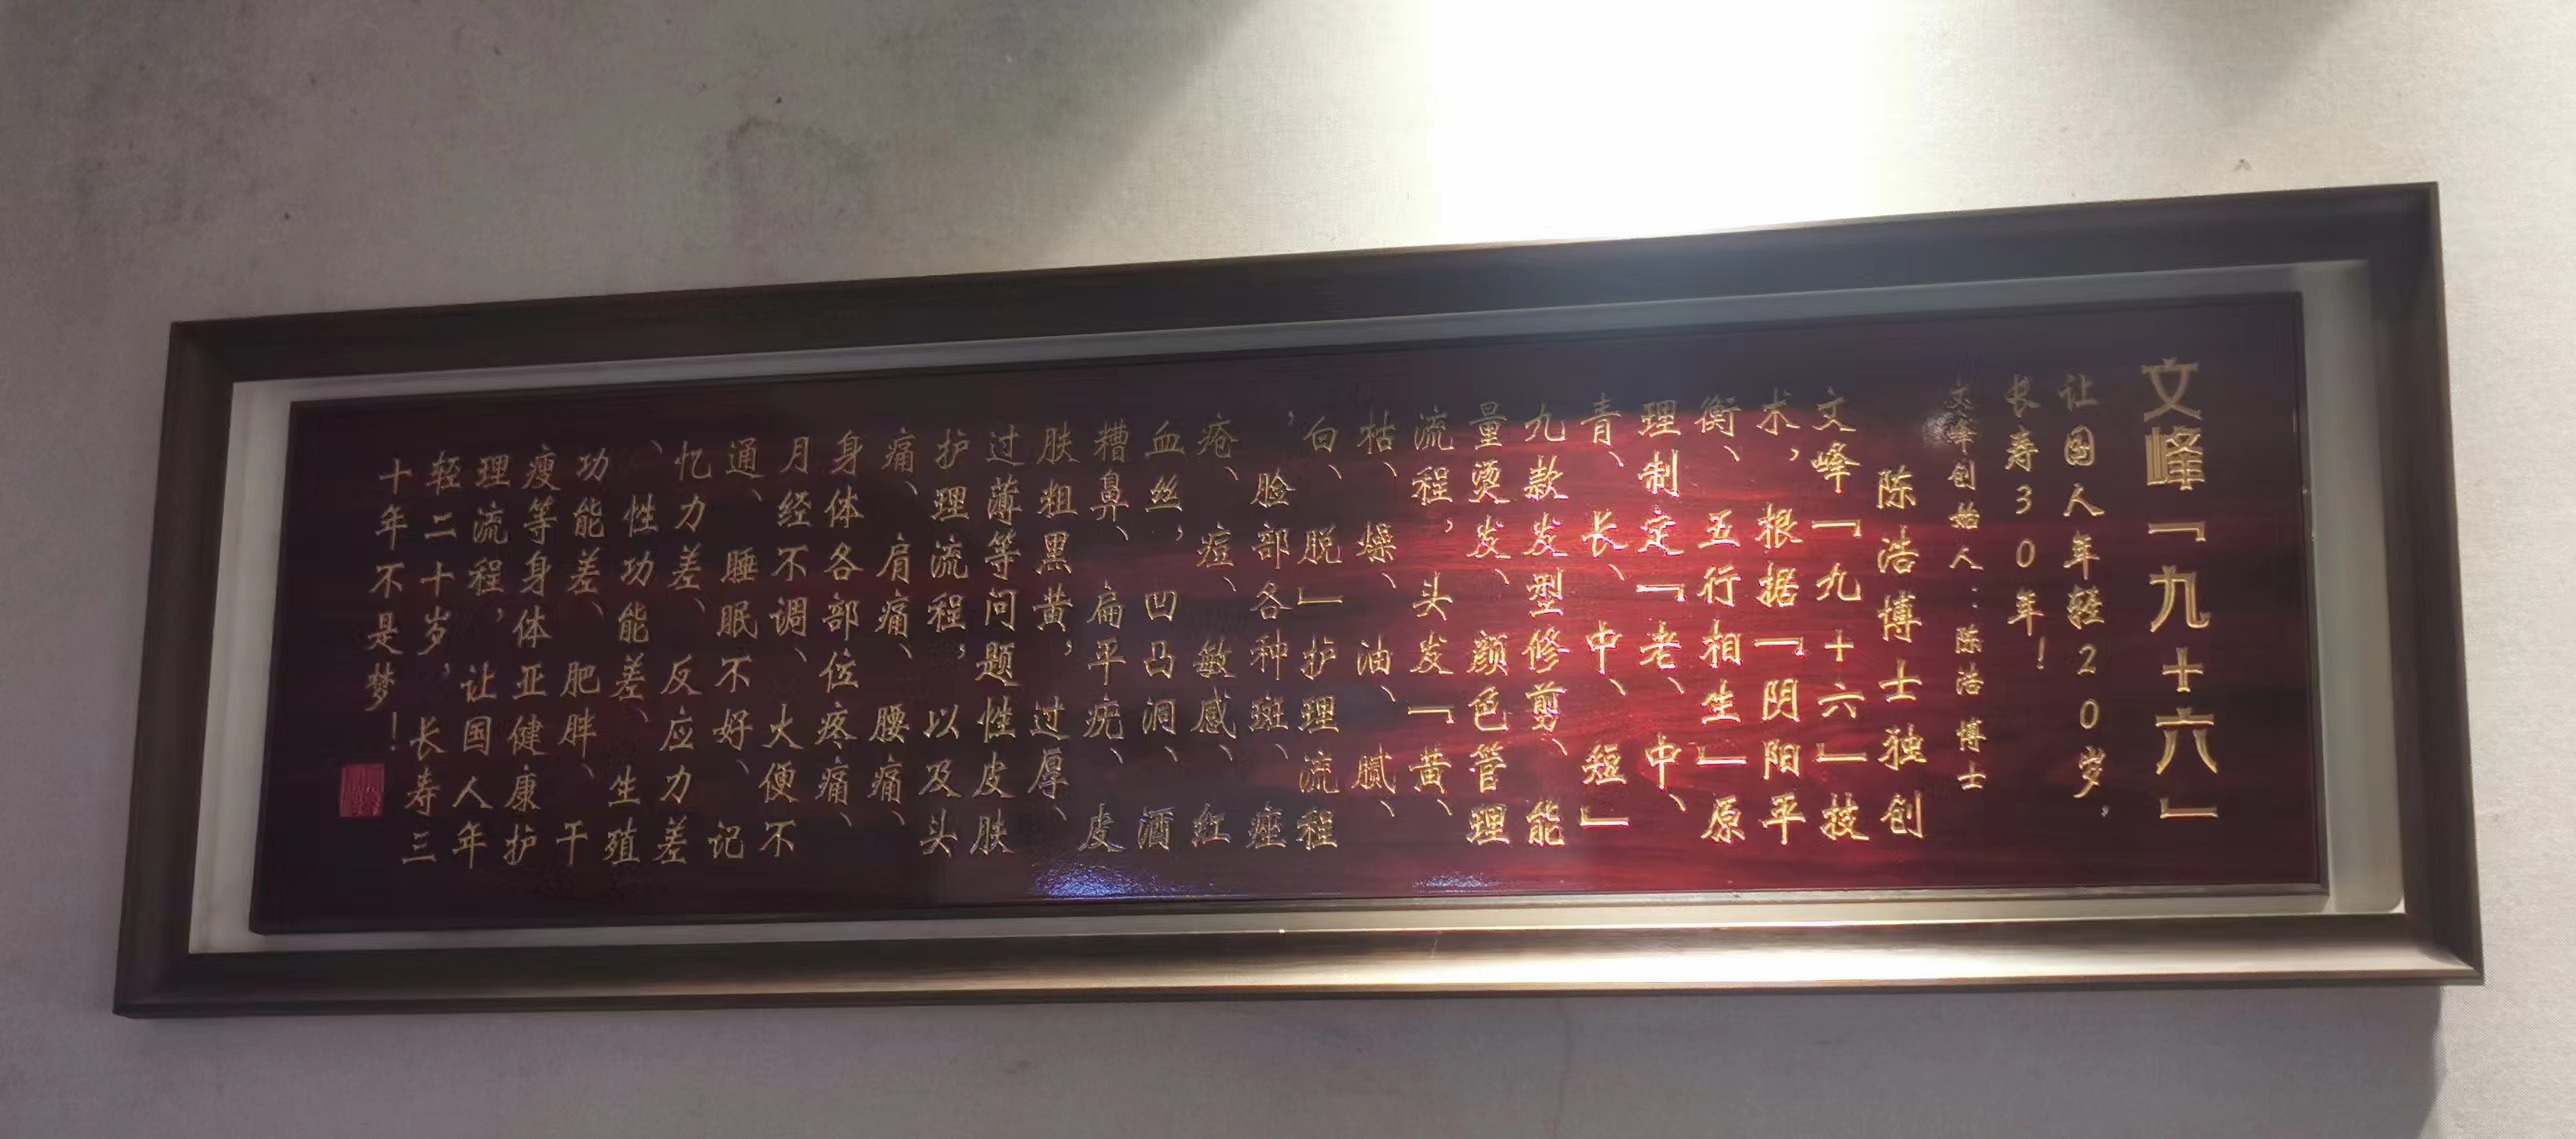 文峰「九十六」
让国人年轻20岁，
长寿30年！
文峰创始人：陈浩博士
陈浩博士独创
文峰「九十六」技
术，根据「阴阳平
衡、五行相生」原
理制定「老、中、
青、长、中、短」
九款发型修剪、能
量烫发、颜色管理
流程，头发「黄、
枯、燥、油、腻、
白、脱」护理流程
，脸部各种斑、痤
疮、痘、敏感、红
血丝，凹凸洞、酒
糟鼻、扁平疣、皮
肤粗黑黄，过厚、
过薄等问题性皮肤
护理流程，以及头
痛、肩痛、腰痛、
身体各部位疼痛、
月经不调、大便不
通、睡眠不好、记
忆力差、反应力差
、性功能差、生殖
功能差、肥胖、干
瘦等身体亚健康护
理流程，让国人年
轻二十岁，长寿三
十年不是梦！